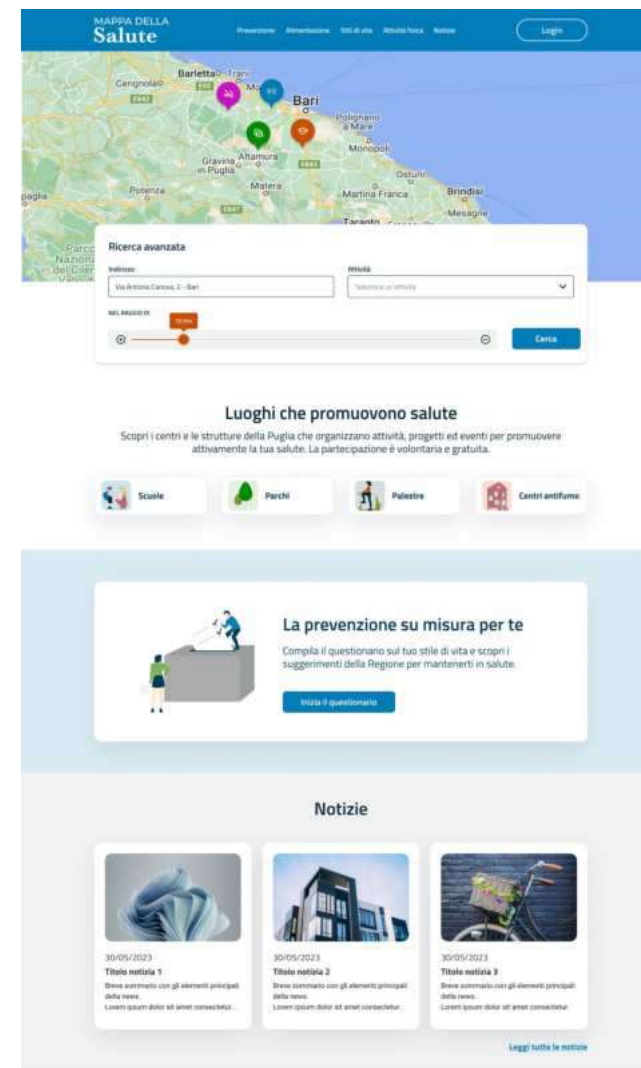 MAPPA DELLA
Salute
Prevenzione Alimentazione Stili di vita Attività fisica Notizie
Login
Barletta
Trani
Cerignola
Bari
Polignano
a Mare
Monopoli
Altamura
Gravina
in Puglia
Ostuni
Potenza
Matera
Martina Franca
Brindisi
Mesagne
Taranto
Ricerca avanzata
Indirizzo
Attività
Via Antonio Canova, 2 - Bari
Seleziona un'attività
NEL RAGGIO DI
Cerca
Luoghi che promuovono salute
Scopri i centri e le strutture della Puglia che organizzano attività, progetti ed eventi per promuovere
attivamente la tua salute. La partecipazione è volontaria e gratuita.
Scuole
Parchi
Palestre
Centri antifumo
La prevenzione su misura per te
Compila il questionario sul tuo stile di vita e scopri i
suggerimenti della Regione per mantenerti in salute.
Inizia il questionario
Notizie
30/05/2023
Titolo notizia 1
Breve sommario con gli elementi principali
della news.
Lorem ipsum dolor sit amet consectetur...
30/05/2023
Titolo notizia 2
Breve sommario con gli elementi principali
della news.
Lorem ipsum dolor sit amet consectetur...
30/05/2023
Titolo notizia 3
Breve sommario con gli elementi principali
della news.
Lorem ipsum dolor sit amet consectetur...
Leggi tutte le notizie